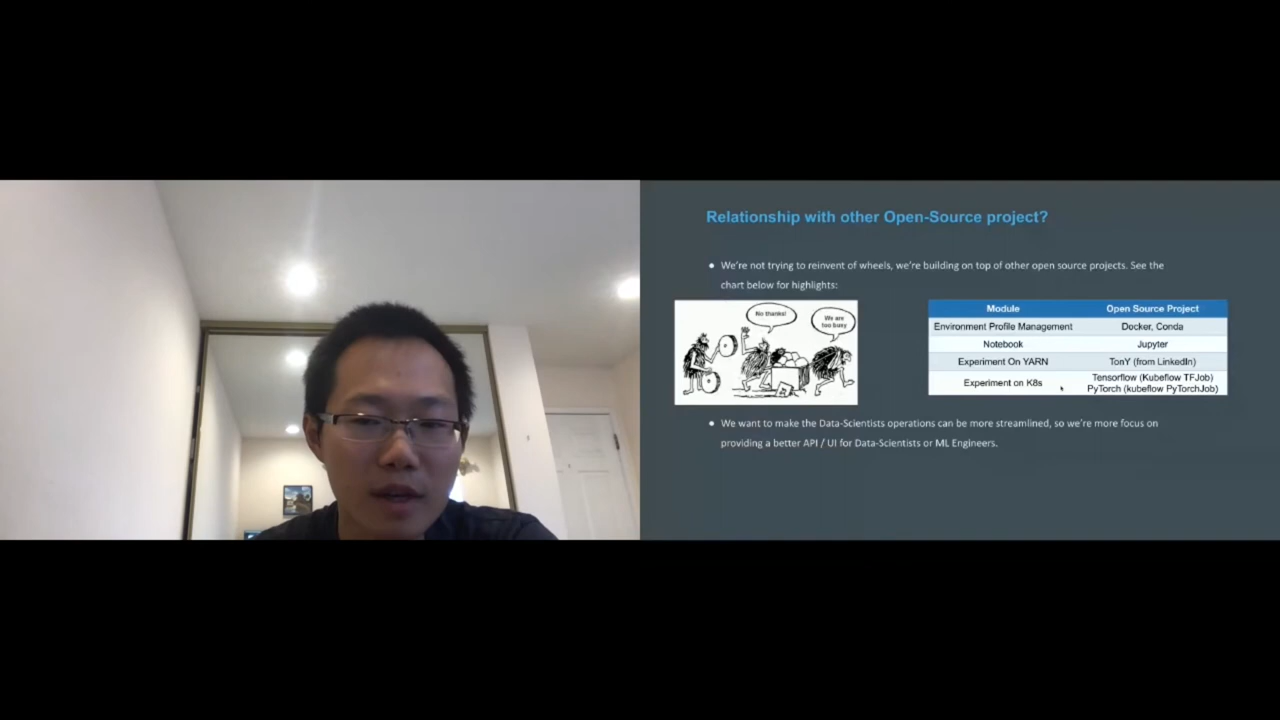 Relationship with other Open-Source project?
● We're not trying to reinvent of wheels, we're building on top of other open source projects. See the
chart below for highlights:
No thanks!
We are
too busy
Module Open Source Project
Environment Profile Management Docker, Conda
Notebook Jupyter
Experiment On YARN TonY (from LinkedIn)
Experiment on K8s Tensorflow (Kubeflow TFJob)
PyTorch (kubeflow PyTorchJob)
● We want to make the Data-Scientists operations can be more streamlined, so we're more focus on
providing a better API / UI for Data-Scientists or ML Engineers.